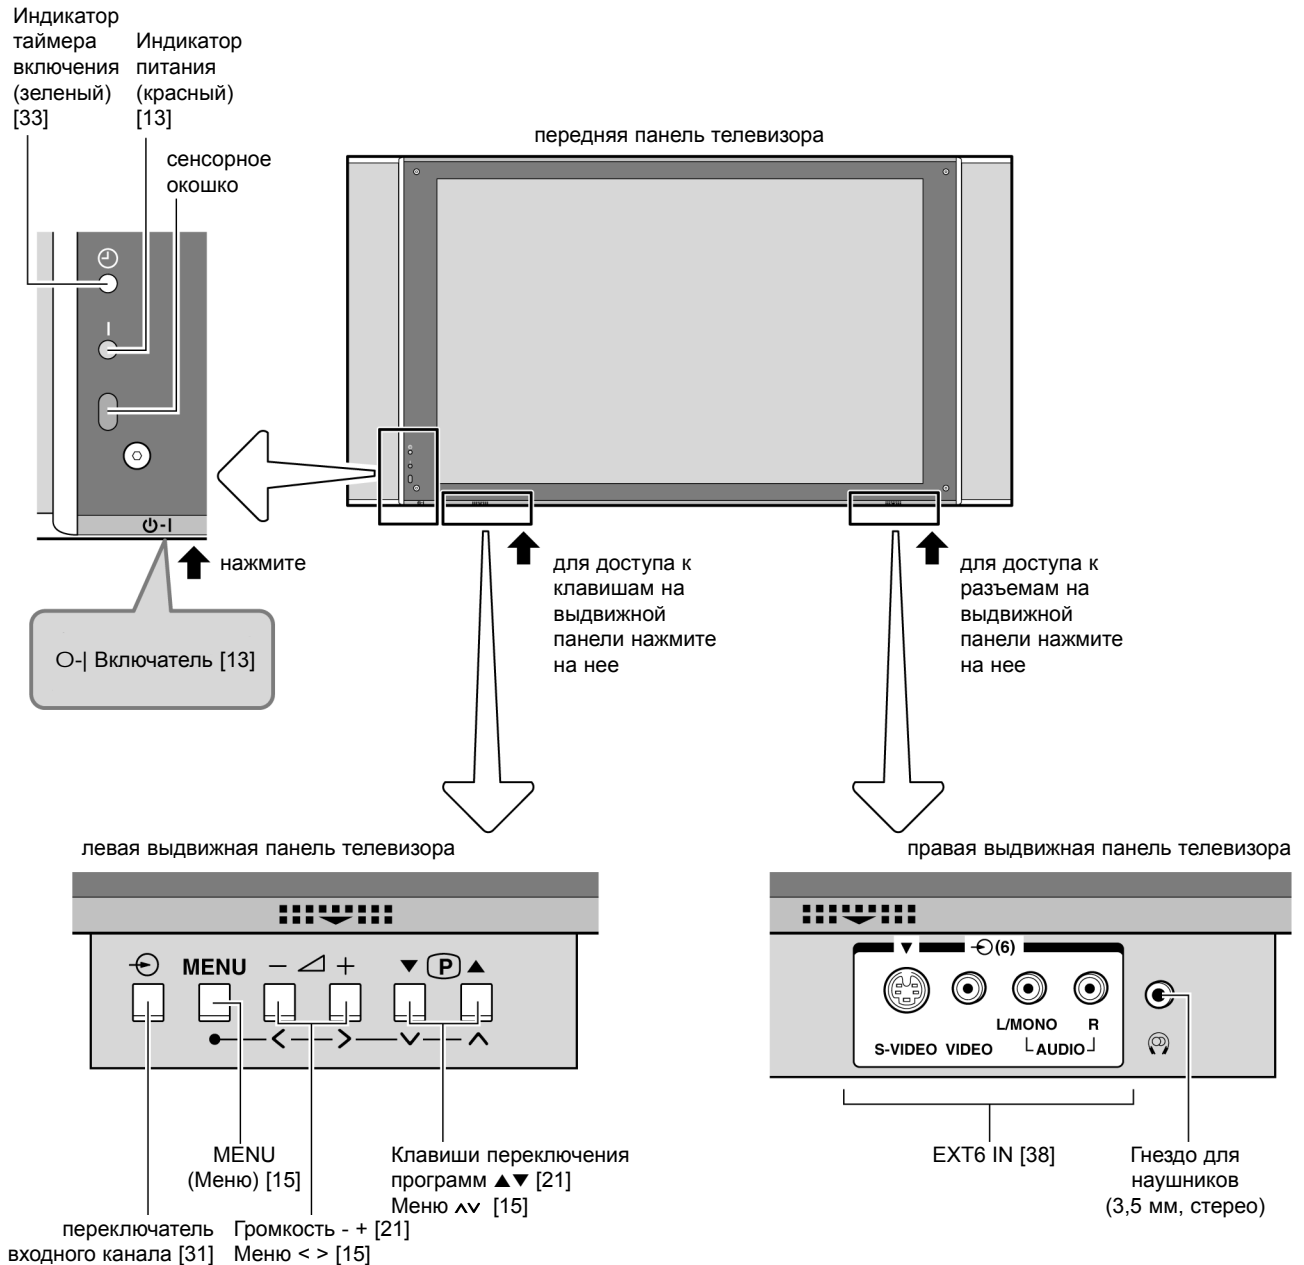 Индикатор
таймера
включения
(зеленый)
[33]
Индикатор
питания
(красный)
[13]
сенсорное
окошко
передняя панель телевизора
⏻-I
нажмите
O-| Включатель [13]
для доступа к
клавишам на
выдвижной
панели нажмите
на нее
для доступа к
разъемам на
выдвижной
панели нажмите
на нее
левая выдвижная панель телевизора
MENU − + ▼ P ▲
MENU
(Меню) [15]
Клавиши переключения
программ ▲▼ [21]
Меню ∧∨ [15]
переключатель
входного канала [31]
Громкость - + [21]
Меню < > [15]
правая выдвижная панель телевизора
▼ (6)
L/MONO R
S-VIDEO VIDEO AUDIO
EXT6 IN [38]
Гнездо для
наушников
(3,5 мм, стерео)